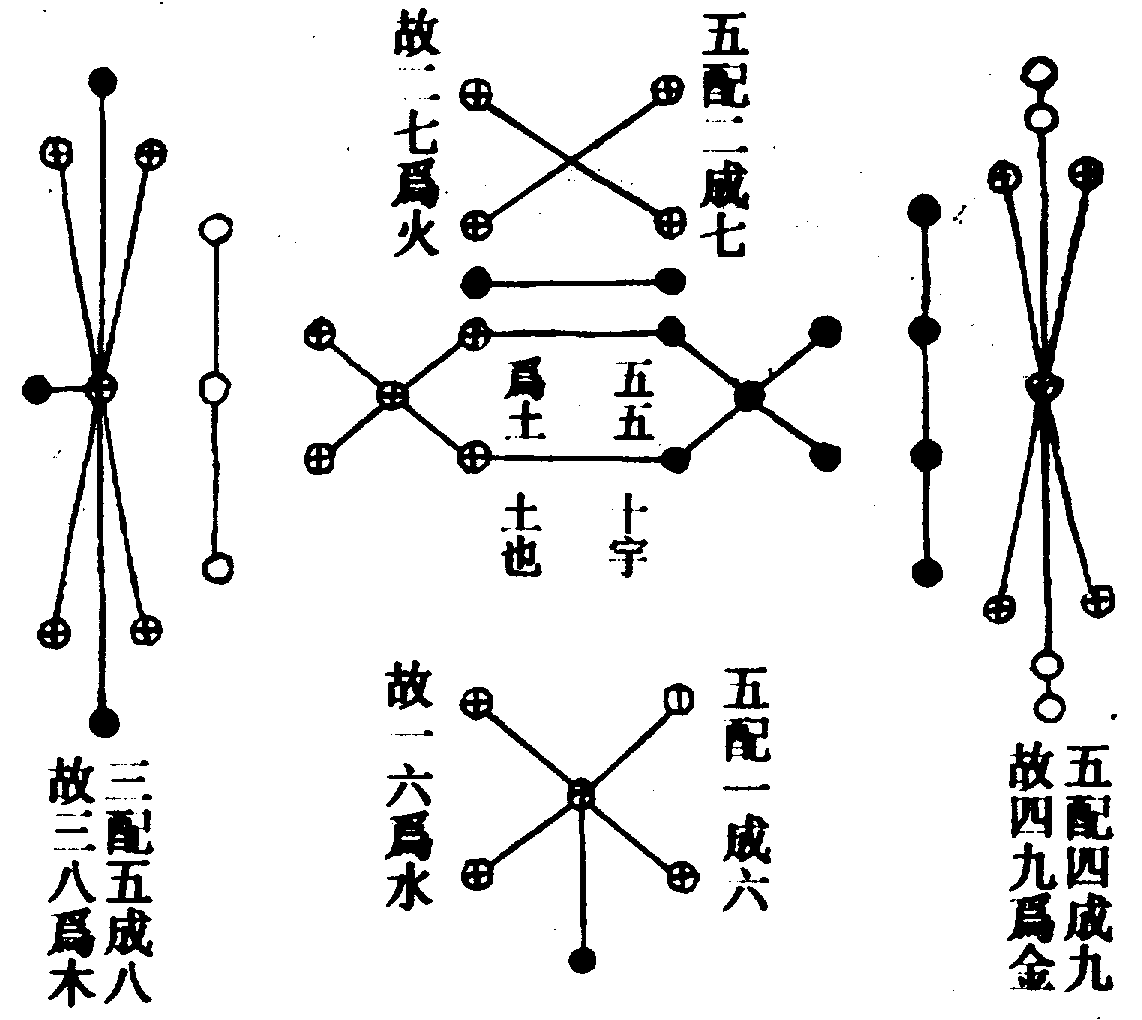 五配二成七
故二七爲火
五五
爲土
十宇
土也
五配一成六
故一六爲水
五配四成九
故四九爲金
三配五成八
故三八爲木